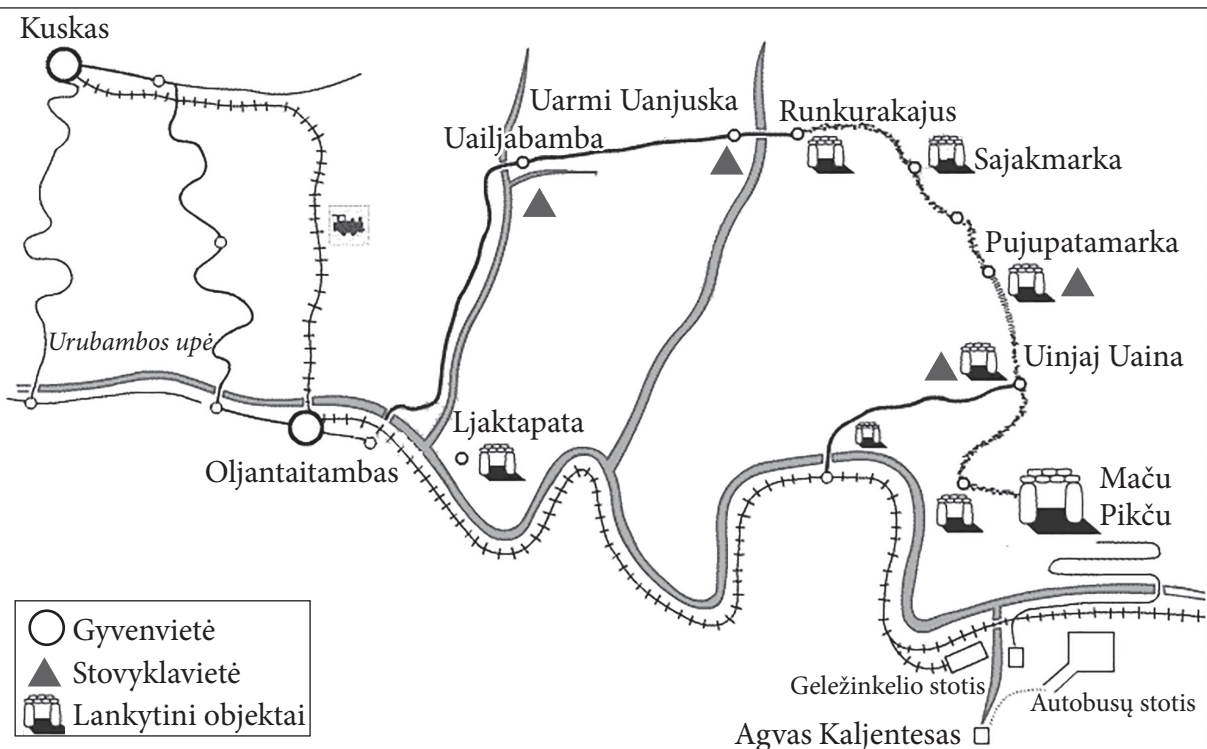 Kuskas
Uarmi Uanjuska
Runkurakajus
Uailjabamba
Sajakmarka
Pujupatamarka
Urubambos upė
Uinjaj Uaina
Ljaktapata
Oljantaitambas
Maču
Pikču
Gyvenvietė
Stovyklavietė
Lankytini objektai
Geležinkelio stotis
Autobusų stotis
Agvas Kaljentesas